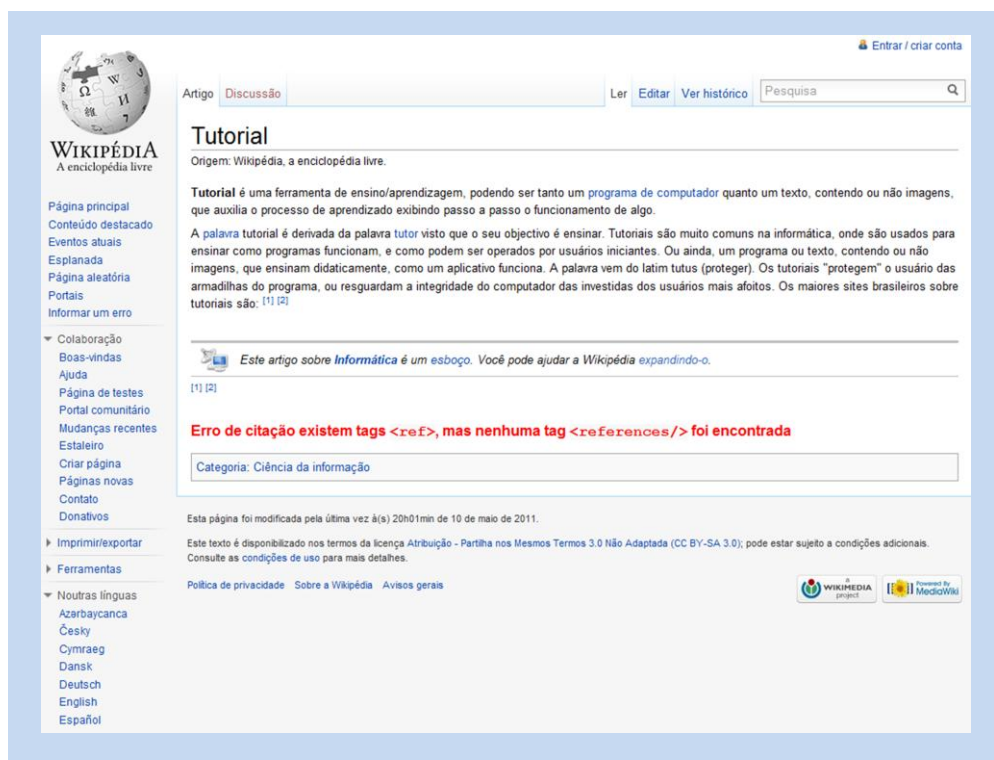 Entrar / criar conta
Artigo Discussão Ler Editar Ver histórico Pesquisa
WIKIPÉDIA
A enciclopédia livre
Página principal
Conteúdo destacado
Eventos atuais
Esplanada
Página aleatória
Portais
Informar um erro
Colaboração
Boas-vindas
Ajuda
Página de testes
Portal comunitário
Mudanças recentes
Estaleiro
Criar página
Páginas novas
Contato
Donativos
Imprimir/exportar
Ferramentas
Noutras línguas
Azərbaycanca
Česky
Cymraeg
Dansk
Deutsch
English
Español
Tutorial
Origem: Wikipédia, a enciclopédia livre.
Tutorial é uma ferramenta de ensino/aprendizagem, podendo ser tanto um programa de computador quanto um texto, contendo ou não imagens,
que auxilia o processo de aprendizado exibindo passo a passo o funcionamento de algo.
A palavra tutorial é derivada da palavra tutor visto que o seu objectivo é ensinar. Tutoriais são muito comuns na informática, onde são usados para
ensinar como programas funcionam, e como podem ser operados por usuários iniciantes. Ou ainda, um programa ou texto, contendo ou não
imagens, que ensinam didaticamente, como um aplicativo funciona. A palavra vem do latim tutus (proteger). Os tutoriais "protegem" o usuário das
armadilhas do programa, ou resguardam a integridade do computador das investidas dos usuários mais afoitos. Os maiores sites brasileiros sobre
tutoriais são: [1] [2]
Este artigo sobre Informática é um esboço. Você pode ajudar a Wikipédia expandindo-o.
[1] [2]
Erro de citação existem tags <ref>, mas nenhuma tag <references/> foi encontrada
Categoria: Ciência da informação
Esta página foi modificada pela última vez à(s) 20h01min de 10 de maio de 2011.
Este texto é disponibilizado nos termos da licença Atribuição - Partilha nos Mesmos Termos 3.0 Não Adaptada (CC BY-SA 3.0); pode estar sujeito a condições adicionais.
Consulte as condições de uso para mais detalhes.
Política de privacidade Sobre a Wikipédia Avisos gerais
A WIKIMEDIA project
Powered By MediaWiki